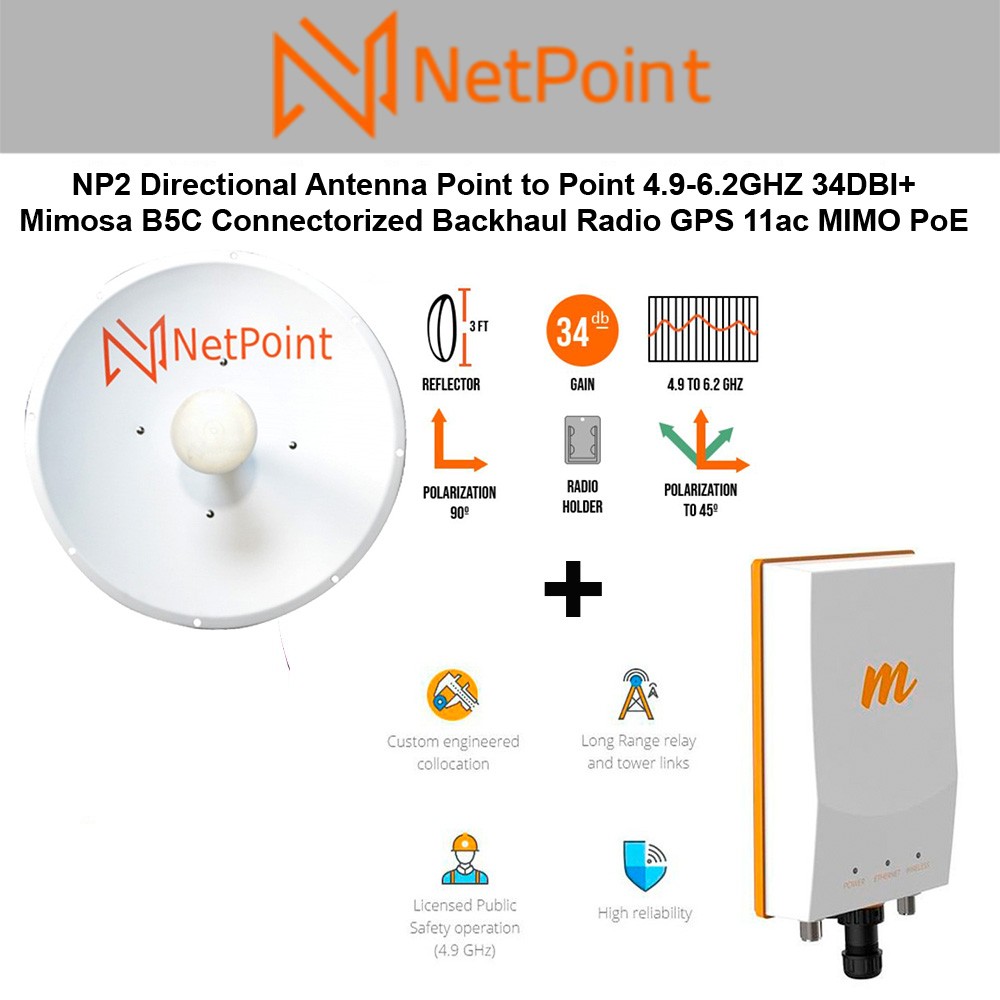 NetPoint
NP2 Directional Antenna Point to Point 4.9-6.2GHZ 34DBI+
Mimosa B5C Connectorized Backhaul Radio GPS 11ac MIMO PoE
NetPoint
3 FT
REFLECTOR
34 db
GAIN
4.9 TO 6.2 GHZ
POLARIZATION
90º
RADIO
HOLDER
POLARIZATION
TO 45º
+
Custom engineered
collocation
Long Range relay
and tower links
m
Licensed Public
Safety operation
(4.9 GHz)
High reliability
POWER ETHERNET WIRELESS